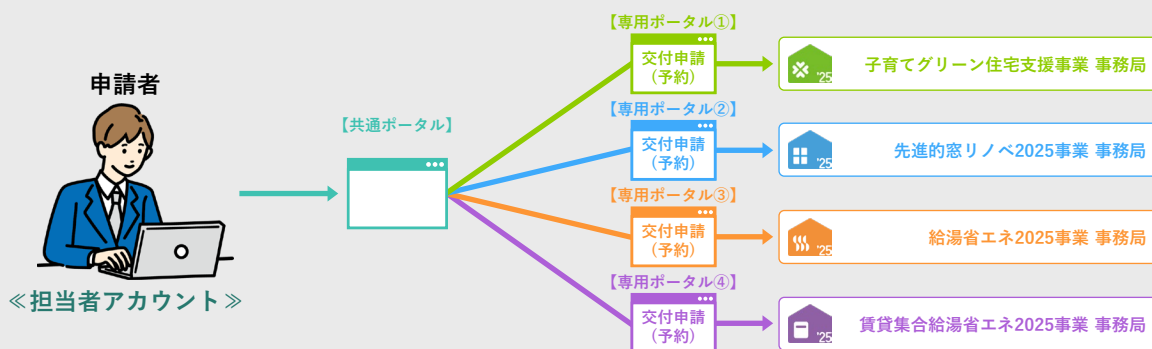 申請者
≪担当者アカウント≫
【共通ポータル】
【専用ポータル①】
交付申請
（予約）
'25
子育てグリーン住宅支援事業 事務局
【専用ポータル②】
交付申請
（予約）
'25
先進的窓リノベ2025事業 事務局
【専用ポータル③】
交付申請
（予約）
'25
給湯省エネ2025事業 事務局
【専用ポータル④】
交付申請
（予約）
'25
賃貸集合給湯省エネ2025事業 事務局